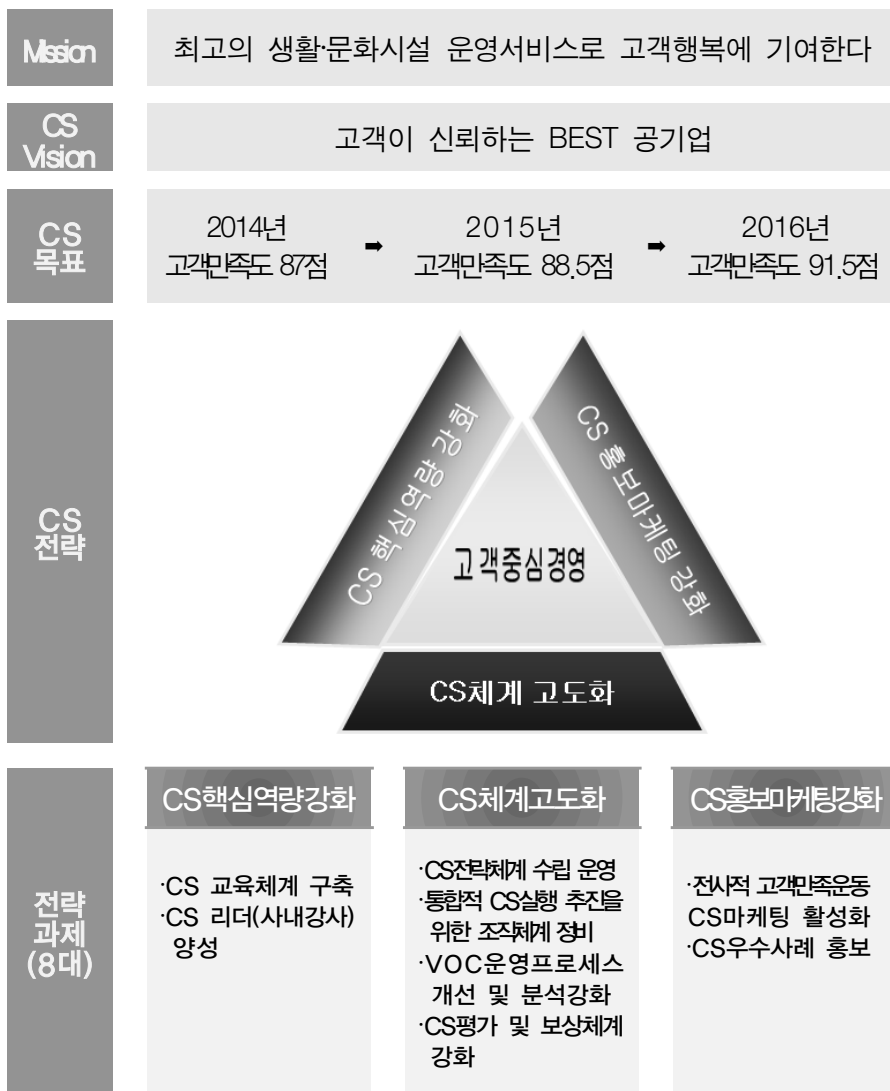 Mission
최고의 생활·문화시설 운영서비스로 고객행복에 기여한다
CS
Vision
고객이 신뢰하는 BEST 공기업
CS
목표
2014년
고객만족도 87점
➡
2015년
고객만족도 88.5점
➡
2016년
고객만족도 91.5점
CS
전략
CS 핵심역량 강화
CS 홍보마케팅 강화
고객중심경영
CS체계 고도화
전략
과제
(8대)
CS핵심역량강화
·CS 교육체계 구축
·CS 리더(사내강사)
양성
CS체계고도화
·CS전략체계 수립 운영
·통합적 CS실행 추진을
위한 조직체계 정비
·VOC운영프로세스
개선 및 분석강화
·CS평가 및 보상체계
강화
CS홍보마케팅강화
·전사적 고객만족운동
CS마케팅 활성화
·CS우수사례 홍보